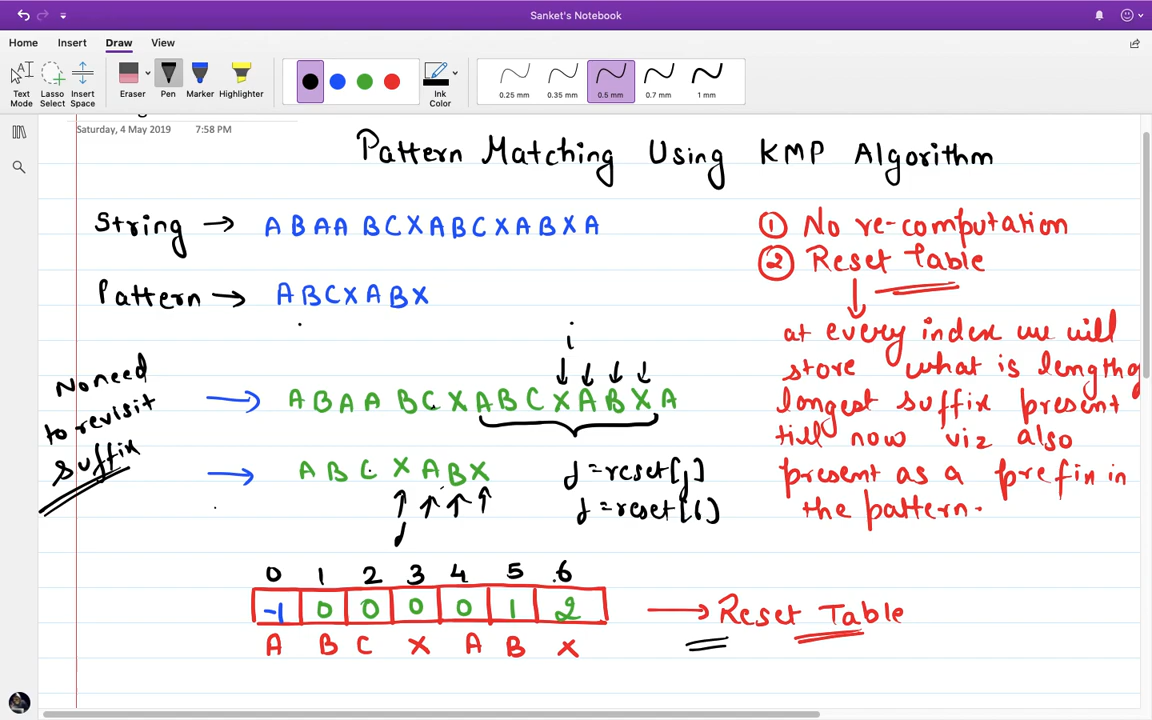 Sanket's Notebook
Home Insert Draw View
Text Mode
Lasso Select
Insert Space
Eraser
Pen
Marker
Highlighter
Ink Color
0.25 mm
0.35 mm
0.5 mm
0.7 mm
1 mm
Saturday, 4 May 2019 7:58 PM
Pattern Matching Using KMP Algorithm
String → ABAABCXABCXABXA
Pattern → ABCXABX
① No re-computation
② Reset Table
at every index we will
store what is length of
longest suffix present
till now viz also
present as a prefix in
the pattern.
No need
to revisit
suffix
i
ABAABCXABCXABXA
ABCXABX
j
j = reset[j]
j = reset[6]
0 1 2 3 4 5 6
-1 0 0 0 0 1 2
A B C X A B X
→ Reset Table